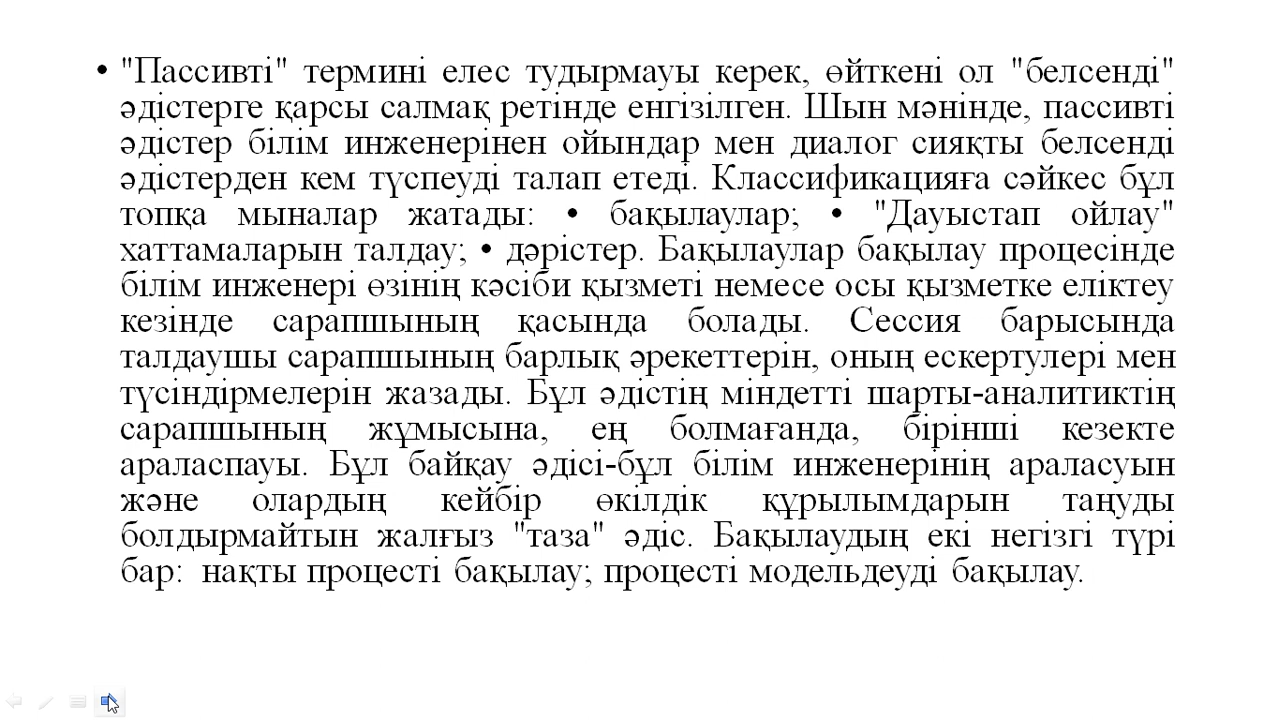 • "Пассивті" термині елес тудырмауы керек, өйткені ол "белсенді"
әдістерге қарсы салмақ ретінде енгізілген. Шын мәнінде, пассивті
әдістер білім инженерінен ойындар мен диалог сияқты белсенді
әдістерден кем түспеуді талап етеді. Классификацияға сәйкес бұл
топқа мыналар жатады: • бақылаулар; • "Дауыстап ойлау"
хаттамаларын талдау; • дәрістер. Бақылаулар бақылау процесінде
білім инженері өзінің кәсіби қызметі немесе осы қызметке еліктеу
кезінде сарапшының қасында болады. Сессия барысында
талдаушы сарапшының барлық әрекеттерін, оның ескертулері мен
түсіндірмелерін жазады. Бұл әдістің міндетті шарты-аналитиктің
сарапшының жұмысына, ең болмағанда, бірінші кезекте
араласпауы. Бұл байқау әдісі-бұл білім инженерінің араласуын
және олардың кейбір өкілдік құрылымдарын таңуды
болдырмайтын жалғыз "таза" әдіс. Бақылаудың екі негізгі түрі
бар: нақты процесті бақылау; процесті модельдеуді бақылау.